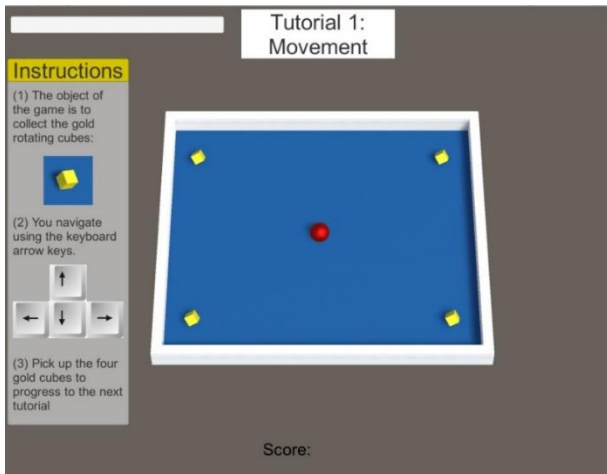 Tutorial 1:
Movement
Instructions
(1) The object of
the game is to
collect the gold
rotating cubes:
(2) You navigate
using the keyboard
arrow keys.
(3) Pick up the four
gold cubes to
progress to the next
tutorial
Score: